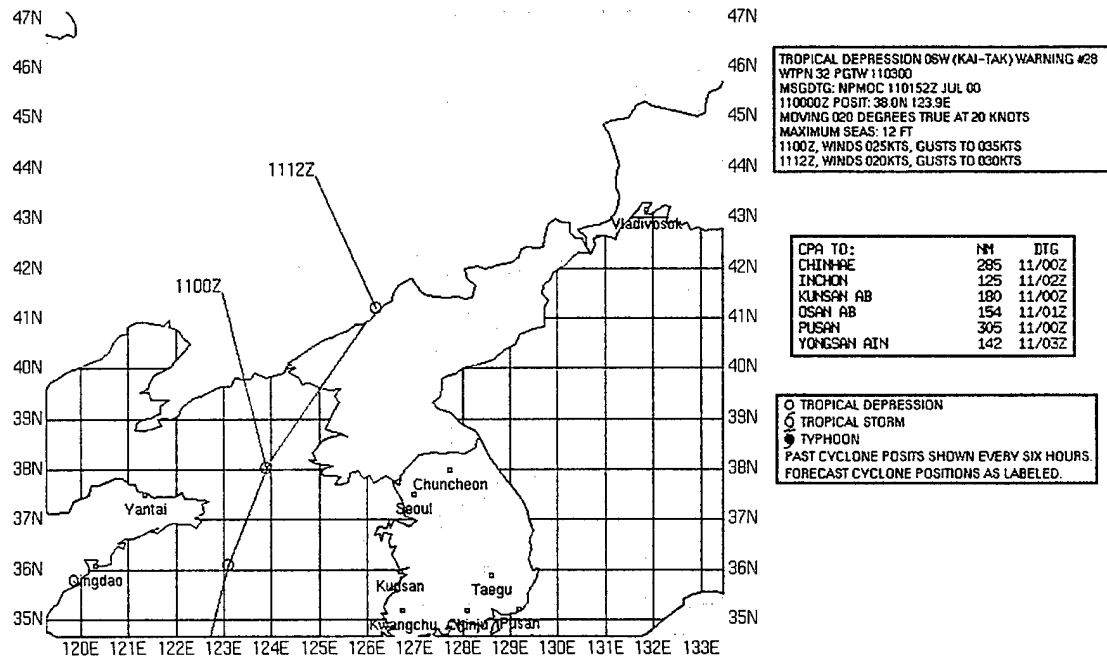 47N
46N
45N
44N
43N
42N
41N
40N
39N
38N
37N
36N
35N
120E 121E 122E 123E 124E 125E 126E 127E 128E 129E 130E 131E 132E 133E
47N
46N
45N
44N
43N
42N
41N
40N
39N
38N
37N
36N
35N
1112Z
1100Z
Vladivosok
Chuncheon
Seoul
Yantai
Qingdao
Kunsan
Taegu
Kwangchu
Chinju
Pusan
TROPICAL DEPRESSION 06W (KAI-TAK) WARNING #28
WTPN 32 PGTW 110300
MSGDTG: NPMOC 110152Z JUL 00
110000Z POSIT: 38.0N 123.9E
MOVING 020 DEGREES TRUE AT 20 KNOTS
MAXIMUM SEAS: 12 FT
1100Z, WINDS 025KTS, GUSTS TO 035KTS
1112Z, WINDS 020KTS, GUSTS TO 030KTS
CPA TO: NM DTG
CHINHAE 285 11/00Z
INCHON 125 11/02Z
KUNSAN AB 180 11/00Z
OSAN AB 154 11/01Z
PUSAN 305 11/00Z
YONGSAN AIN 142 11/03Z
TROPICAL DEPRESSION
TROPICAL STORM
TYPHOON
PAST CYCLONE POSITS SHOWN EVERY SIX HOURS.
FORECAST CYCLONE POSITIONS AS LABELED.